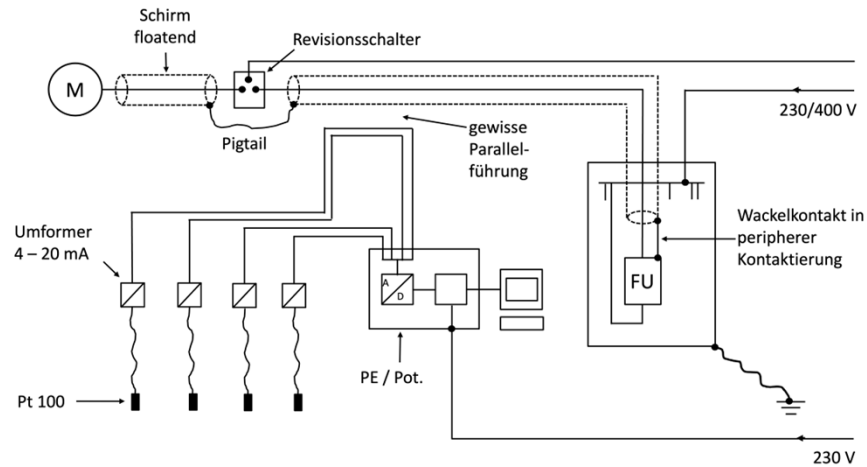 Schirm
floatend
Revisionsschalter
M
230/400 V
Pigtail
gewisse
Parallel-
führung
Umformer
4 – 20 mA
Wackelkontakt in
peripherer
Kontaktierung
A
D
FU
PE / Pot.
Pt 100
230 V